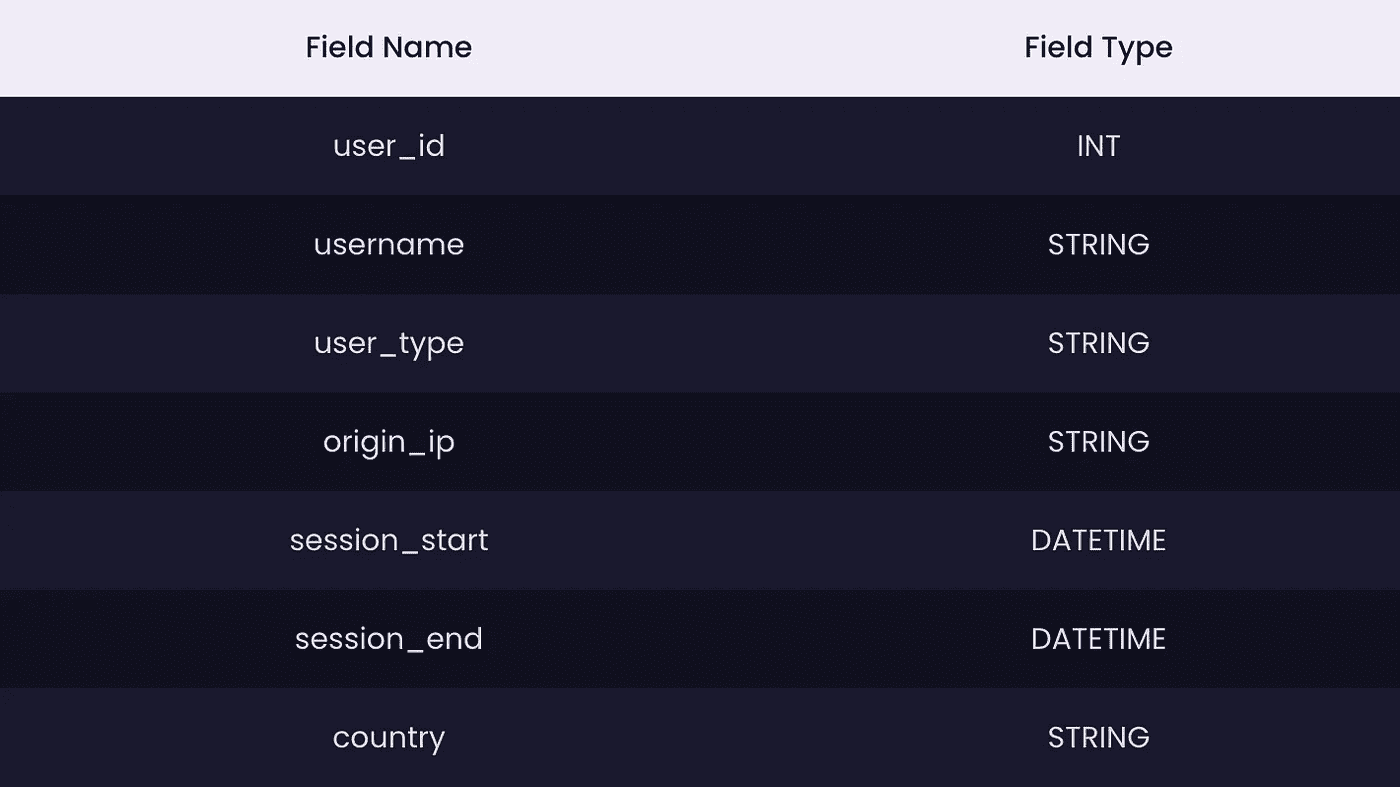 Field Name Field Type
user_id INT
username STRING
user_type STRING
origin_ip STRING
session_start DATETIME
session_end DATETIME
country STRING